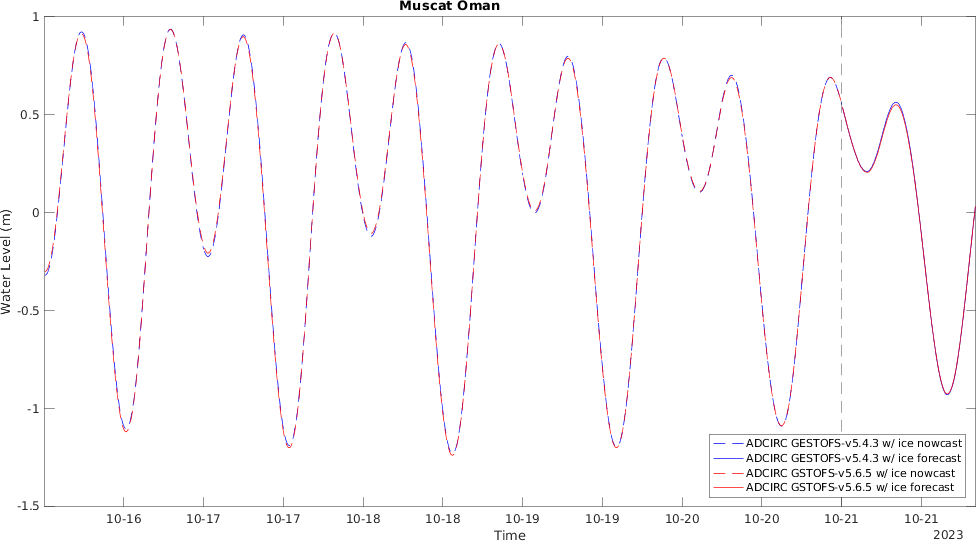 Muscat Oman
1
0.5
0
-0.5
-1
-1.5
Water Level (m)
ADCIRC GESTOFS-v5.4.3 w/ ice nowcast
ADCIRC GESTOFS-v5.4.3 w/ ice forecast
ADCIRC GSTOFS-v5.6.5 w/ ice nowcast
ADCIRC GSTOFS-v5.6.5 w/ ice forecast
10-16 10-17 10-17 10-18 10-18 10-19 10-19 10-20 10-20 10-21 10-21
Time
2023